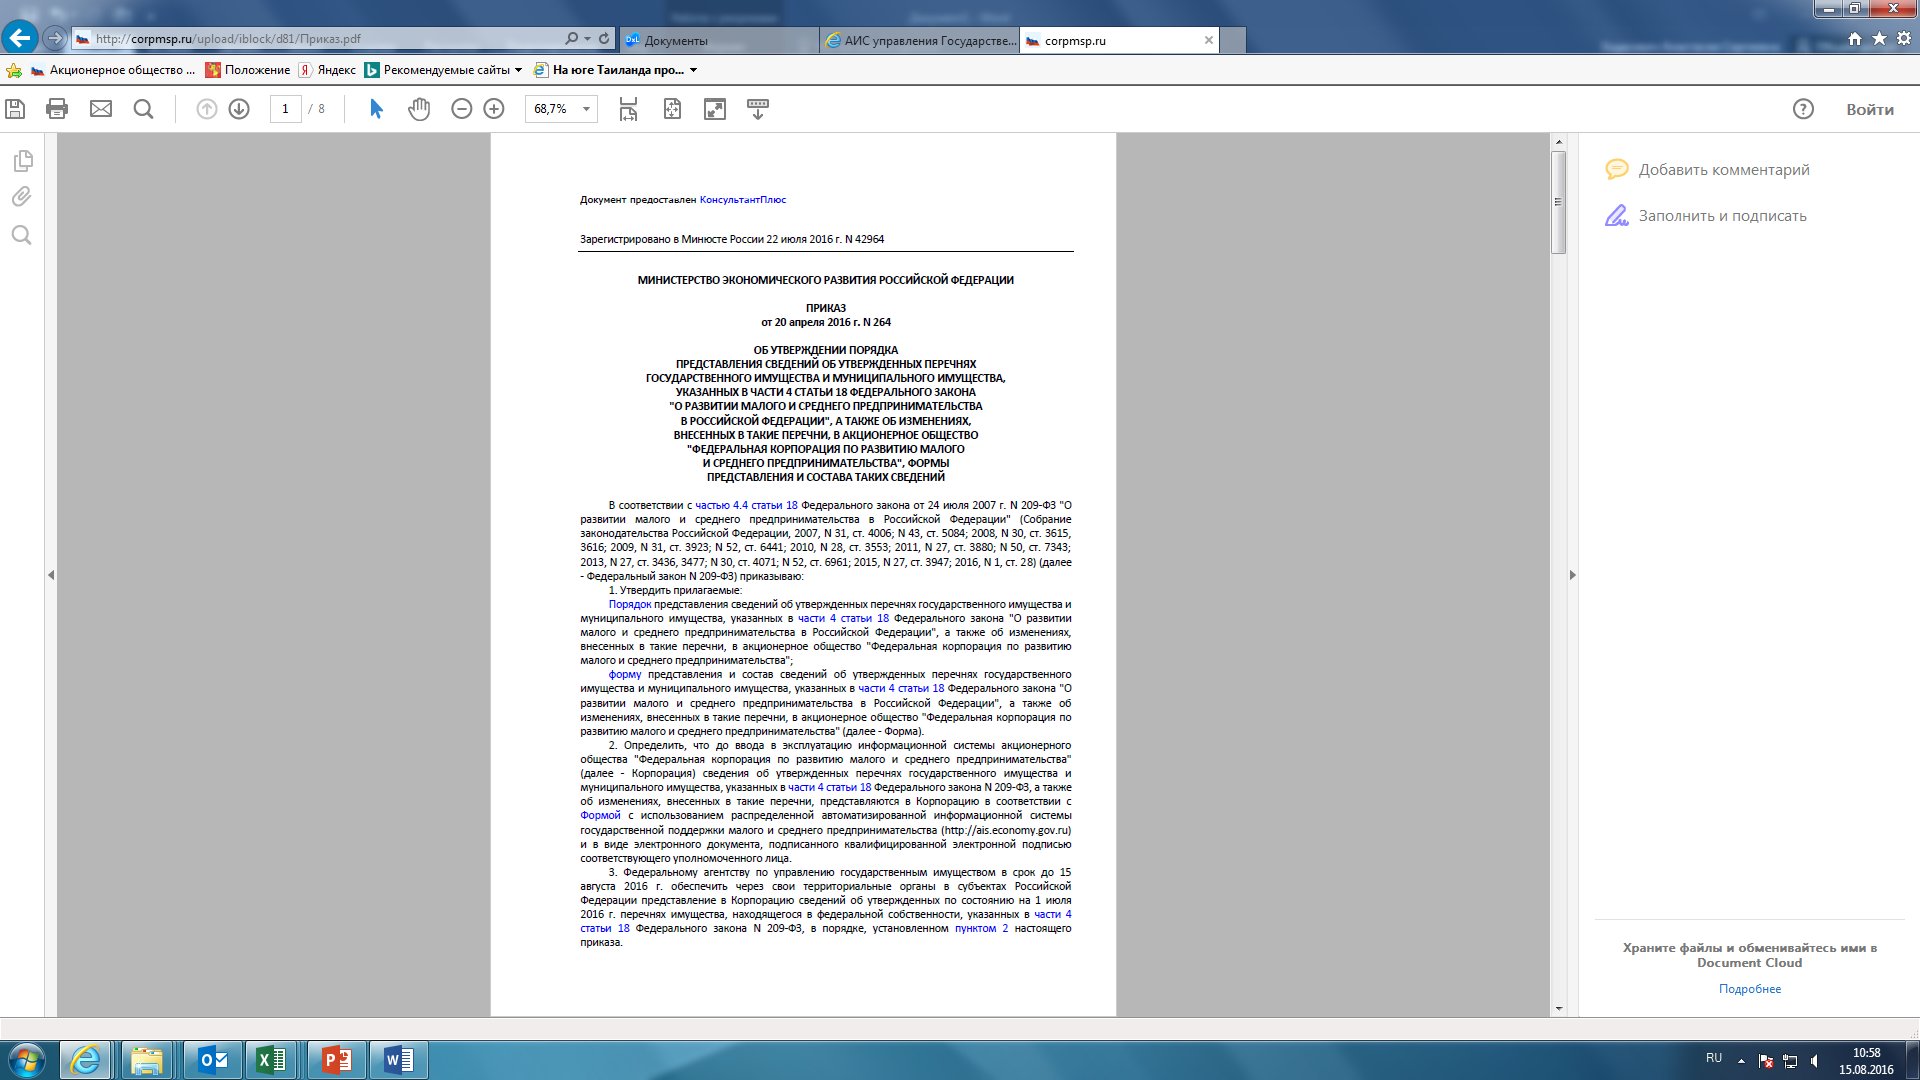 http://corpmsp.ru/upload/iblock/d81/Приказ.pdf
Документы
АИС управления Государстве...
corpmsp.ru
Акционерное общество ...
Положение
Яндекс
Рекомендуемые сайты
На юге Таиланда про...
1 / 8
68,7%
Войти
Добавить комментарий
Заполнить и подписать
Документ предоставлен КонсультантПлюс
Зарегистрировано в Минюсте России 22 июля 2016 г. N 42964
МИНИСТЕРСТВО ЭКОНОМИЧЕСКОГО РАЗВИТИЯ РОССИЙСКОЙ ФЕДЕРАЦИИ
ПРИКАЗ
от 20 апреля 2016 г. N 264
ОБ УТВЕРЖДЕНИИ ПОРЯДКА
ПРЕДСТАВЛЕНИЯ СВЕДЕНИЙ ОБ УТВЕРЖДЕННЫХ ПЕРЕЧНЯХ
ГОСУДАРСТВЕННОГО ИМУЩЕСТВА И МУНИЦИПАЛЬНОГО ИМУЩЕСТВА,
УКАЗАННЫХ В ЧАСТИ 4 СТАТЬИ 18 ФЕДЕРАЛЬНОГО ЗАКОНА
"О РАЗВИТИИ МАЛОГО И СРЕДНЕГО ПРЕДПРИНИМАТЕЛЬСТВА
В РОССИЙСКОЙ ФЕДЕРАЦИИ", А ТАКЖЕ ОБ ИЗМЕНЕНИЯХ,
ВНЕСЕННЫХ В ТАКИЕ ПЕРЕЧНИ, В АКЦИОНЕРНОЕ ОБЩЕСТВО
"ФЕДЕРАЛЬНАЯ КОРПОРАЦИЯ ПО РАЗВИТИЮ МАЛОГО
И СРЕДНЕГО ПРЕДПРИНИМАТЕЛЬСТВА", ФОРМЫ
ПРЕДСТАВЛЕНИЯ И СОСТАВА ТАКИХ СВЕДЕНИЙ
В соответствии с частью 4.4 статьи 18 Федерального закона от 24 июля 2007 г. N 209-ФЗ "О
развитии малого и среднего предпринимательства в Российской Федерации" (Собрание
законодательства Российской Федерации, 2007, N 31, ст. 4006; N 43, ст. 5084; 2008, N 30, ст. 3615,
3616; 2009, N 31, ст. 3923; N 52, ст. 6441; 2010, N 28, ст. 3553; 2011, N 27, ст. 3880; N 50, ст. 7343;
2013, N 27, ст. 3436, 3477; N 30, ст. 4071; N 52, ст. 6961; 2015, N 27, ст. 3947; 2016, N 1, ст. 28) (далее
- Федеральный закон N 209-ФЗ) приказываю:
1. Утвердить прилагаемые:
Порядок представления сведений об утвержденных перечнях государственного имущества и
муниципального имущества, указанных в части 4 статьи 18 Федерального закона "О развитии
малого и среднего предпринимательства в Российской Федерации", а также об изменениях,
внесенных в такие перечни, в акционерное общество "Федеральная корпорация по развитию
малого и среднего предпринимательства";
форму представления и состав сведений об утвержденных перечнях государственного
имущества и муниципального имущества, указанных в части 4 статьи 18 Федерального закона "О
развитии малого и среднего предпринимательства в Российской Федерации", а также об
изменениях, внесенных в такие перечни, в акционерное общество "Федеральная корпорация по
развитию малого и среднего предпринимательства" (далее - Форма).
2. Определить, что до ввода в эксплуатацию информационной системы акционерного
общества "Федеральная корпорация по развитию малого и среднего предпринимательства"
(далее - Корпорация) сведения об утвержденных перечнях государственного имущества и
муниципального имущества, указанных в части 4 статьи 18 Федерального закона N 209-ФЗ, а также
об изменениях, внесенных в такие перечни, представляются в Корпорацию в соответствии с
Формой с использованием распределенной автоматизированной информационной системы
государственной поддержки малого и среднего предпринимательства (http://ais.economy.gov.ru)
и в виде электронного документа, подписанного квалифицированной электронной подписью
соответствующего уполномоченного лица.
3. Федеральному агентству по управлению государственным имуществом в срок до 15
августа 2016 г. обеспечить через свои территориальные органы в субъектах Российской
Федерации представление в Корпорацию сведений об утвержденных по состоянию на 1 июля
2016 г. перечнях имущества, находящегося в федеральной собственности, указанных в части 4
статьи 18 Федерального закона N 209-ФЗ, в порядке, установленном пунктом 2 настоящего
приказа.
Храните файлы и обменивайтесь ими в
Document Cloud
Подробнее
RU
10:58
15.08.2016